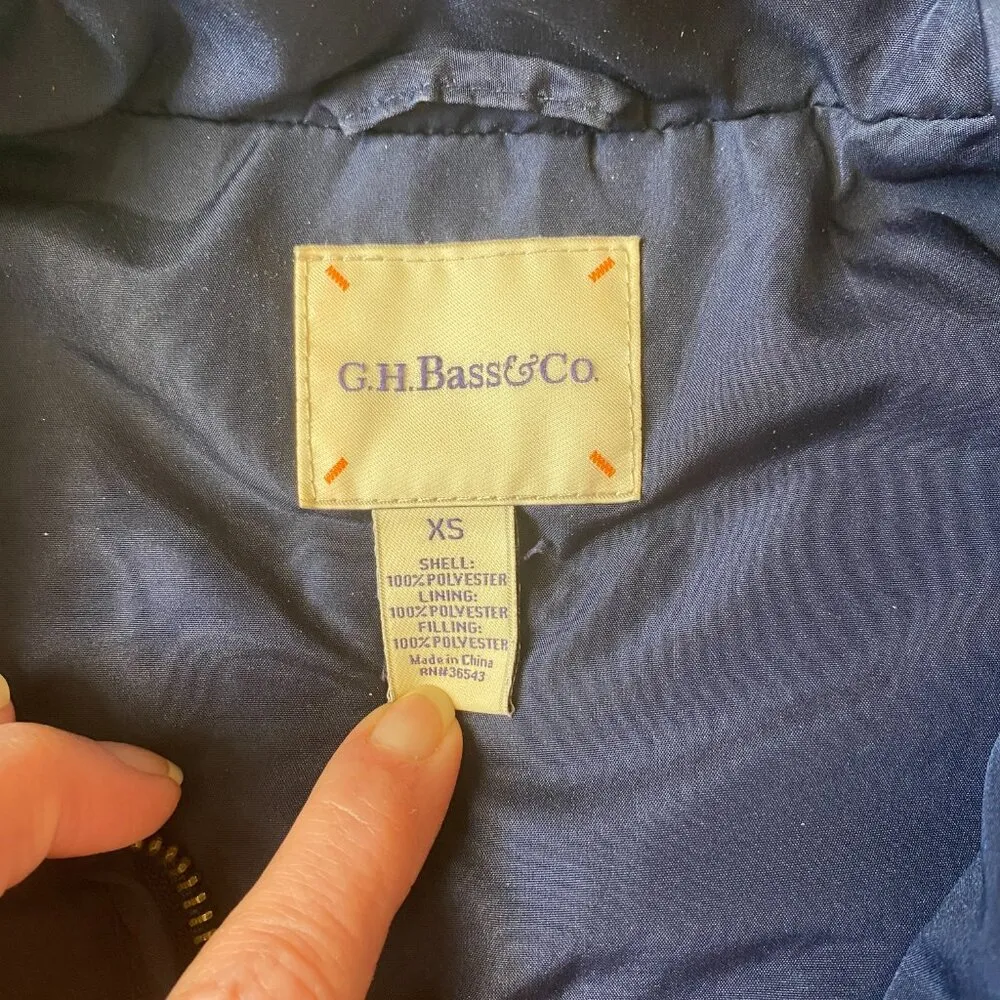 G.H.Bass&Co.
XS
SHELL:
100% POLYESTER
LINING:
100% POLYESTER
FILLING:
100% POLYESTER
Made in China
RN#36543